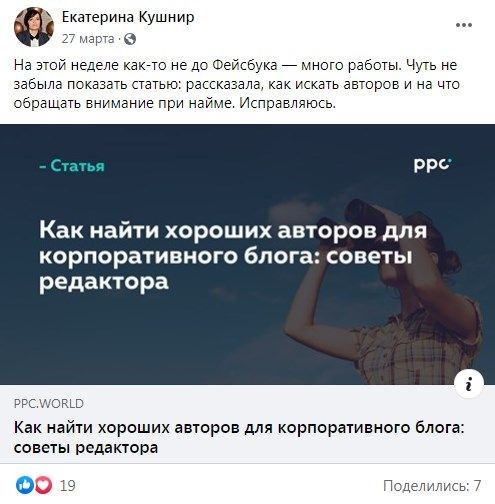 Екатерина Кушнир
27 марта ·
На этой неделе как-то не до Фейсбука — много работы. Чуть не
забыла показать статью: рассказала, как искать авторов и на что
обращать внимание при найме. Исправляюсь.
- Статья
ppc
Как найти хороших авторов для
корпоративного блога: советы
редактора
PPC.WORLD
Как найти хороших авторов для корпоративного блога:
советы редактора
19
Поделились: 7